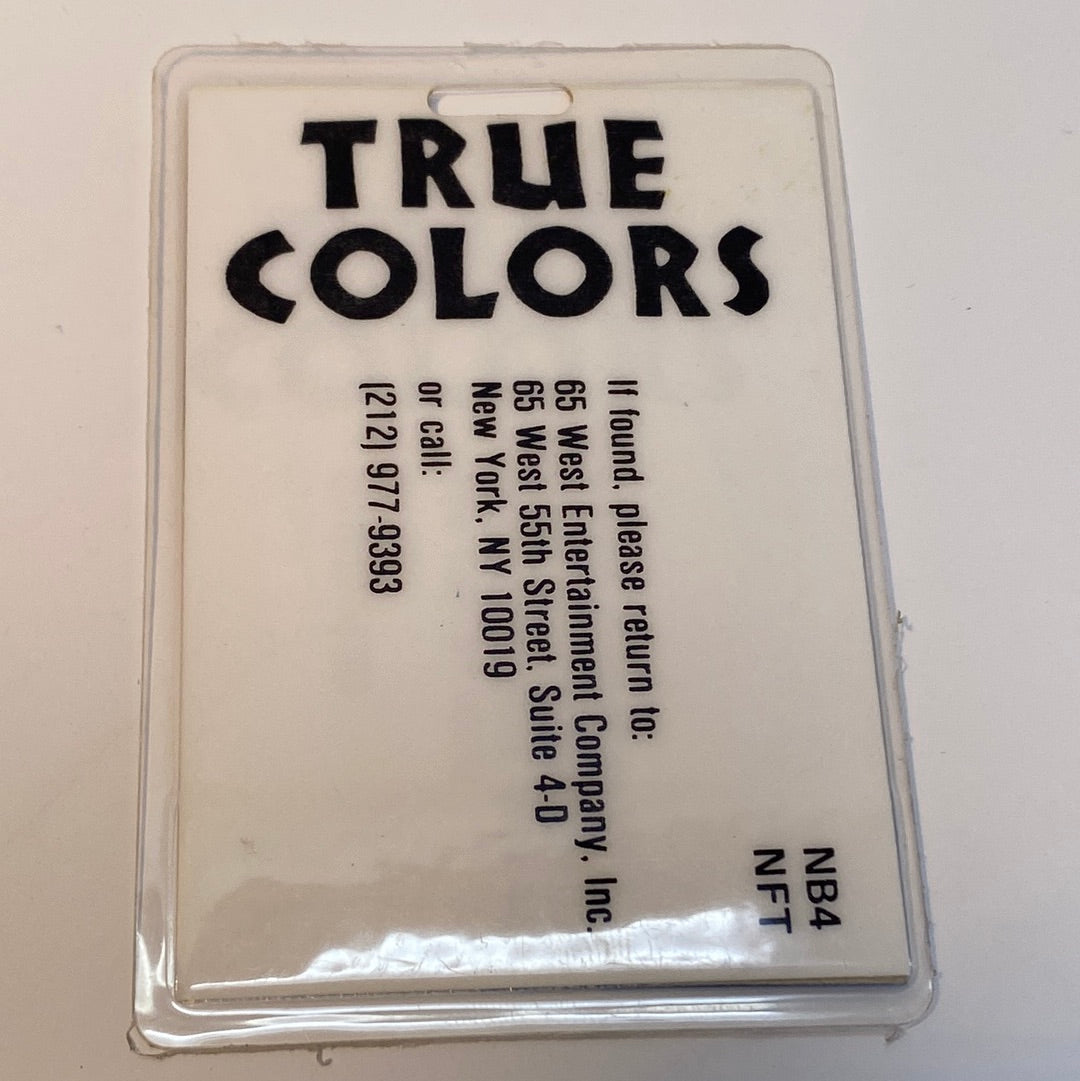 TRUE
COLORS
If found, please return to:
65 West Entertainment Company, Inc.
65 West 55th Street, Suite 4-D
New York, NY 10019
or call:
(212) 977-9393
NB4
NFT